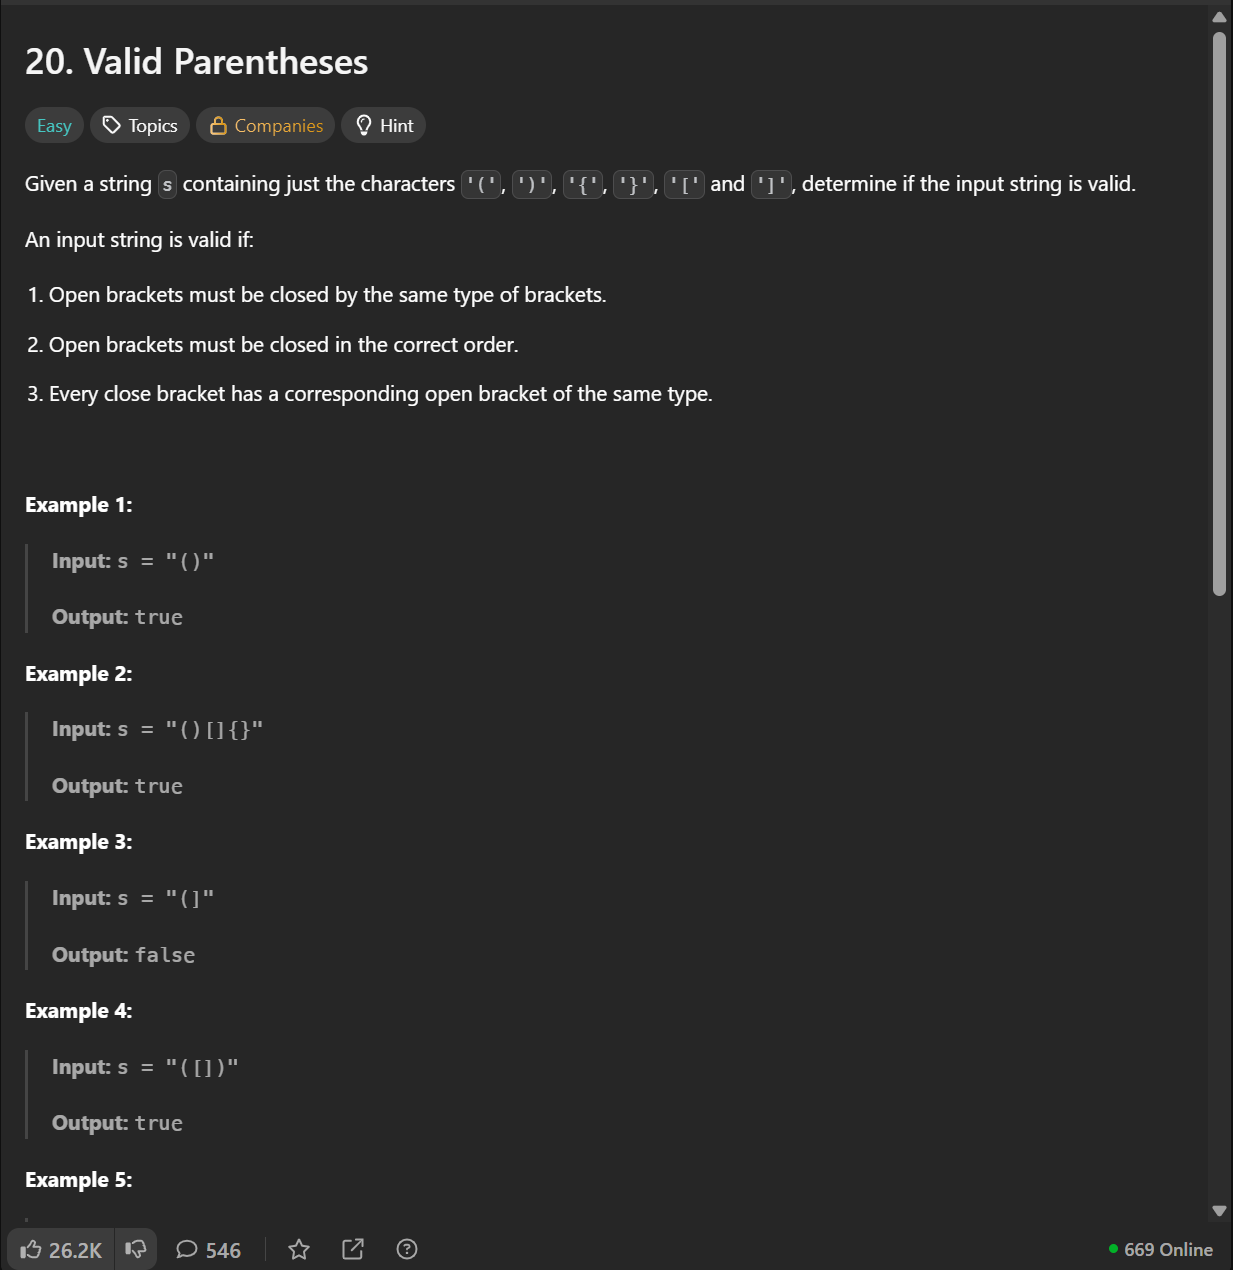 20. Valid Parentheses
Easy Topics Companies Hint
Given a string s containing just the characters '(', ')', '{', '}', '[' and ']', determine if the input string is valid.
An input string is valid if:
1. Open brackets must be closed by the same type of brackets.
2. Open brackets must be closed in the correct order.
3. Every close bracket has a corresponding open bracket of the same type.
Example 1:
Input: s = "()"
Output: true
Example 2:
Input: s = "()[]{}"
Output: true
Example 3:
Input: s = "(]"
Output: false
Example 4:
Input: s = "([])"
Output: true
Example 5:
26.2K 546 669 Online